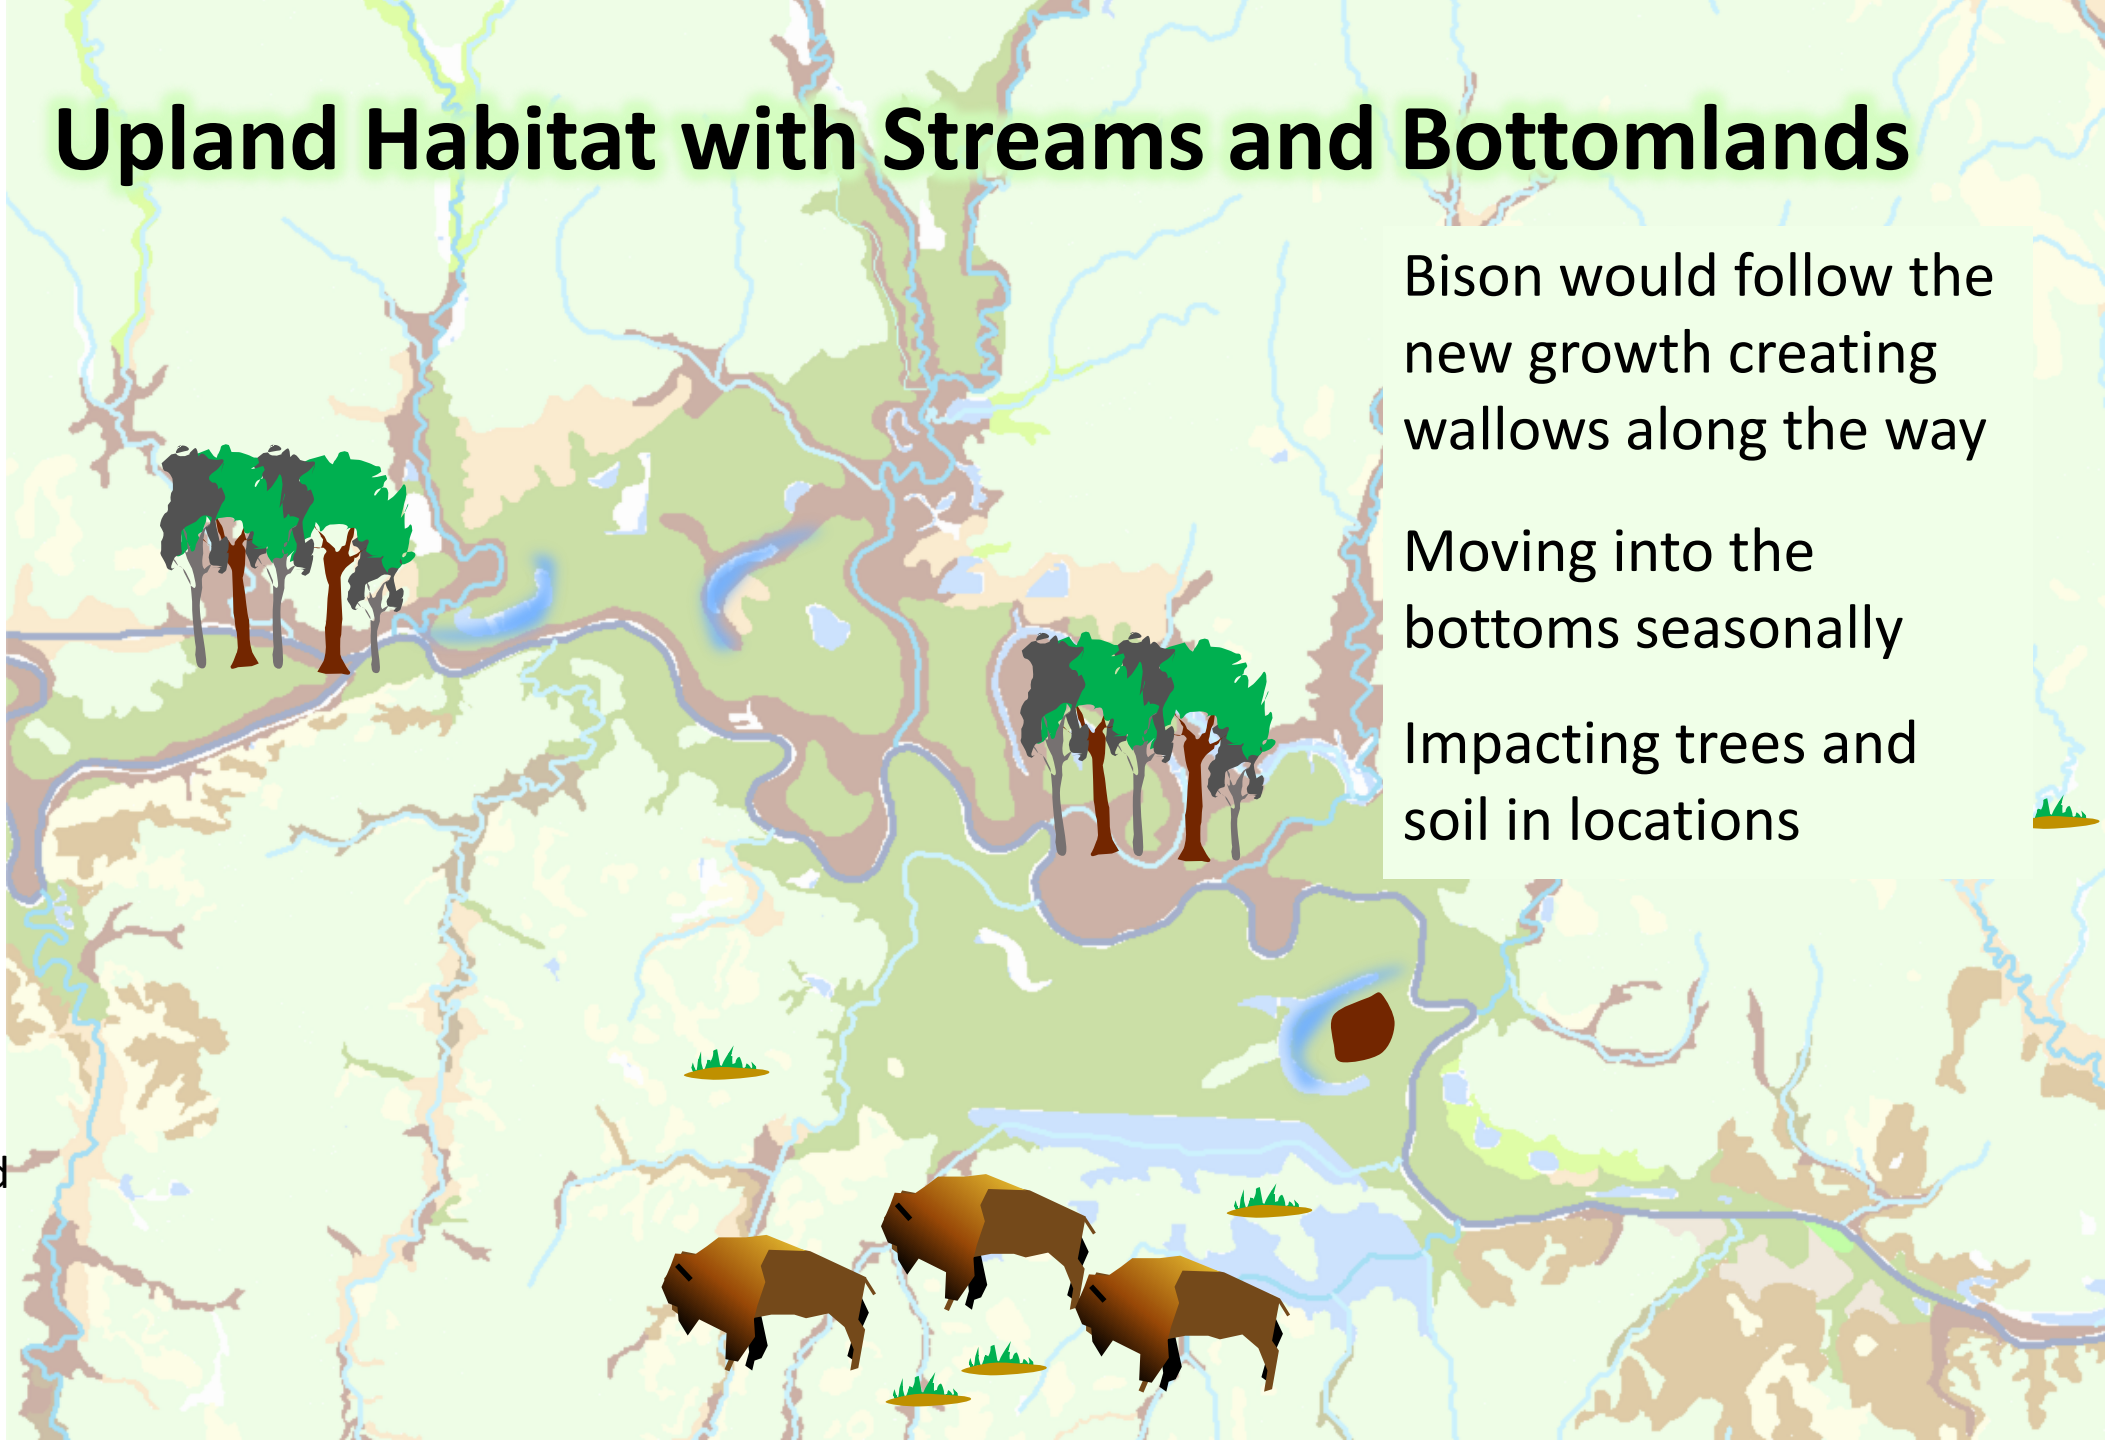 Upland Habitat with Streams and Bottomlands
Bison would follow the
new growth creating
wallows along the way
Moving into the
bottoms seasonally
Impacting trees and
soil in locations
d